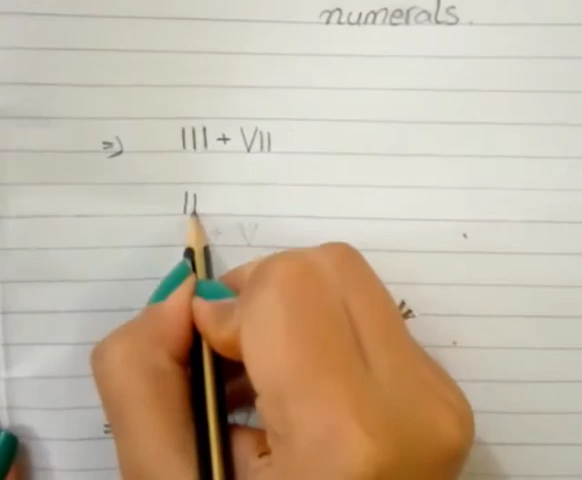 numerals.
=) III + VII
II
+ V